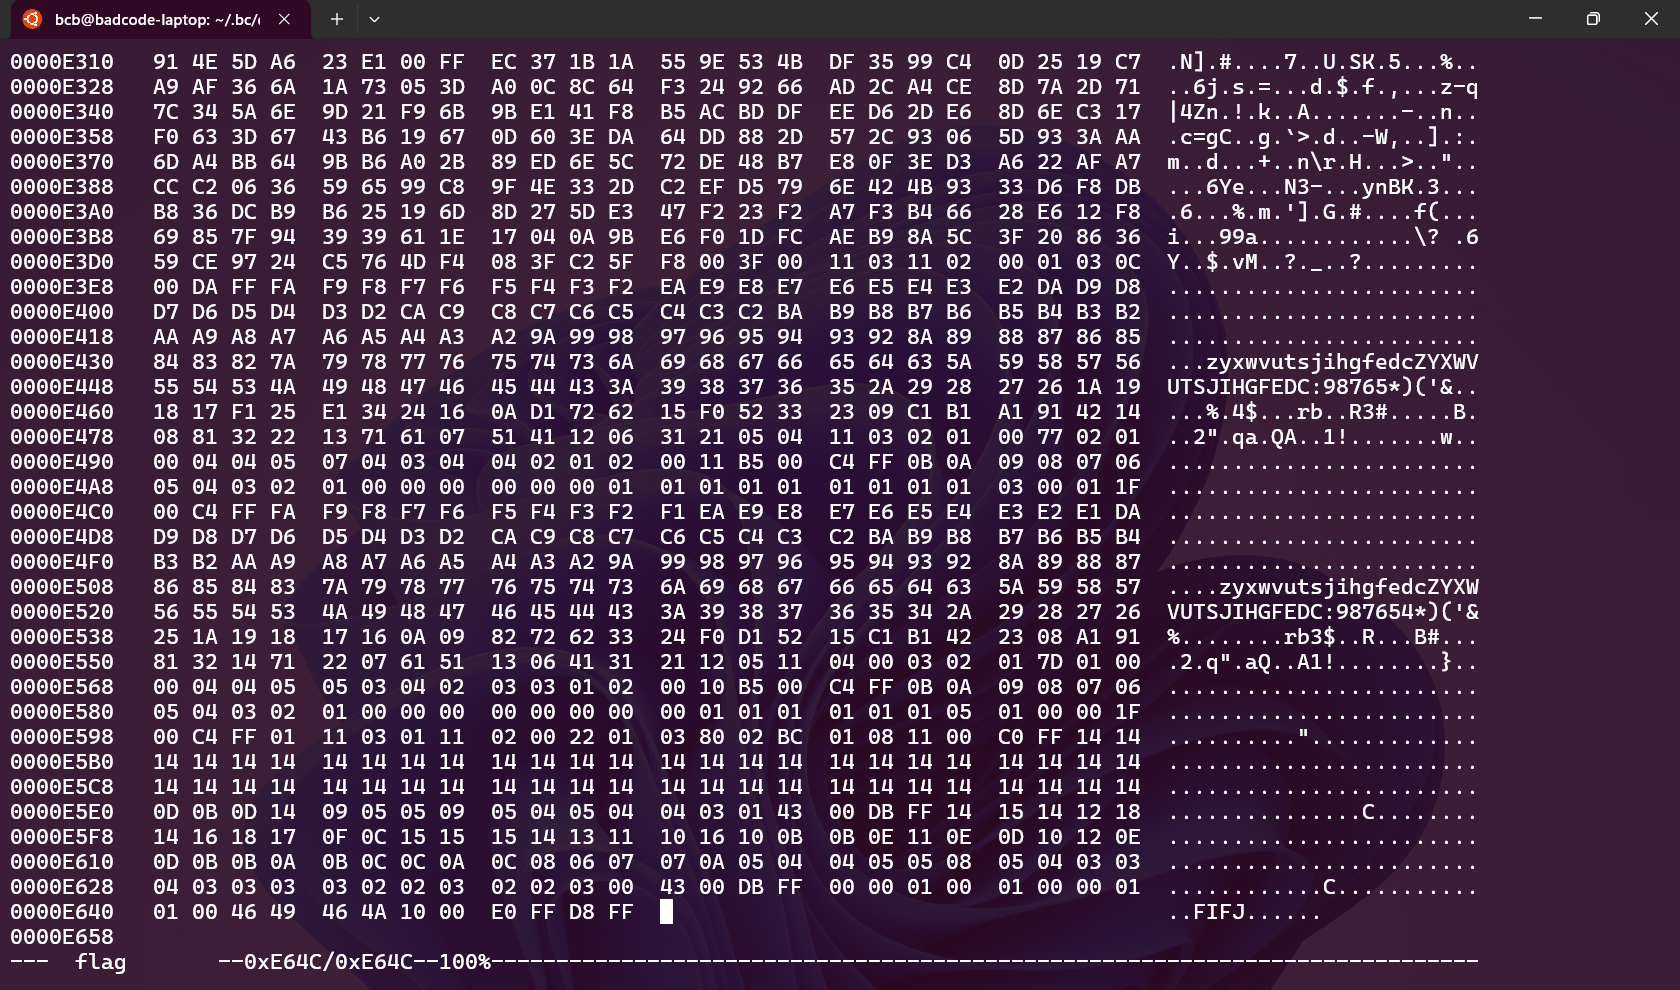 bcb@badcode-laptop: ~/.bc/c
0000E310 91 4E 5D A6 23 E1 00 FF EC 37 1B 1A 55 9E 53 4B DF 35 99 C4 0D 25 19 C7 .N].#....7..U.SK.5...%..
0000E328 A9 AF 36 6A 1A 73 05 3D A0 0C 8C 64 F3 24 92 66 AD 2C A4 CE 8D 7A 2D 71 ..6j.s.=...d.$.f.,...z-q
0000E340 7C 34 5A 6E 9D 21 F9 6B 9B E1 41 F8 B5 AC BD DF EE D6 2D E6 8D 6E C3 17 |4Zn.!.k..A.......-..n..
0000E358 F0 63 3D 67 43 B6 19 67 0D 60 3E DA 64 DD 88 2D 57 2C 93 06 5D 93 3A AA .c=gC..g.`>.d..-W,..].:.
0000E370 6D A4 BB 64 9B B6 A0 2B 89 ED 6E 5C 72 DE 48 B7 E8 0F 3E D3 A6 22 AF A7 m..d...+..n\r.H...>.."..
0000E388 CC C2 06 36 59 65 99 C8 9F 4E 33 2D C2 EF D5 79 6E 42 4B 93 33 D6 F8 DB ...6Ye...N3-...ynBK.3...
0000E3A0 B8 36 DC B9 B6 25 19 6D 8D 27 5D E3 47 F2 23 F2 A7 F3 B4 66 28 E6 12 F8 .6...%.m.'].G.#....f(...
0000E3B8 69 85 7F 94 39 39 61 1E 17 04 0A 9B E6 F0 1D FC AE B9 8A 5C 3F 20 86 36 i...99a............\? .6
0000E3D0 59 CE 97 24 C5 76 4D F4 08 3F C2 5F F8 00 3F 00 11 03 11 02 00 01 03 0C Y..$.vM..?._..?.........
0000E3E8 00 DA FF FA F9 F8 F7 F6 F5 F4 F3 F2 EA E9 E8 E7 E6 E5 E4 E3 E2 DA D9 D8 ........................
0000E400 D7 D6 D5 D4 D3 D2 CA C9 C8 C7 C6 C5 C4 C3 C2 BA B9 B8 B7 B6 B5 B4 B3 B2 ........................
0000E418 AA A9 A8 A7 A6 A5 A4 A3 A2 9A 99 98 97 96 95 94 93 92 8A 89 88 87 86 85 ........................
0000E430 84 83 82 7A 79 78 77 76 75 74 73 6A 69 68 67 66 65 64 63 5A 59 58 57 56 ...zyxwvutsjihgfedcZYXWV
0000E448 55 54 53 4A 49 48 47 46 45 44 43 3A 39 38 37 36 35 2A 29 28 27 26 1A 19 UTSJIHGFEDC:98765*)('&..
0000E460 18 17 F1 25 E1 34 24 16 0A D1 72 62 15 F0 52 33 23 09 C1 B1 A1 91 42 14 ...%.4$...rb..R3#.....B.
0000E478 08 81 32 22 13 71 61 07 51 41 12 06 31 21 05 04 11 03 02 01 00 77 02 01 ..2".qa.QA..1!.......w..
0000E490 00 04 04 05 07 04 03 04 04 02 01 02 00 11 B5 00 C4 FF 0B 0A 09 08 07 06 ........................
0000E4A8 05 04 03 02 01 00 00 00 00 00 00 01 01 01 01 01 01 01 01 01 03 00 01 1F ........................
0000E4C0 00 C4 FF FA F9 F8 F7 F6 F5 F4 F3 F2 F1 EA E9 E8 E7 E6 E5 E4 E3 E2 E1 DA ........................
0000E4D8 D9 D8 D7 D6 D5 D4 D3 D2 CA C9 C8 C7 C6 C5 C4 C3 C2 BA B9 B8 B7 B6 B5 B4 ........................
0000E4F0 B3 B2 AA A9 A8 A7 A6 A5 A4 A3 A2 9A 99 98 97 96 95 94 93 92 8A 89 88 87 ........................
0000E508 86 85 84 83 7A 79 78 77 76 75 74 73 6A 69 68 67 66 65 64 63 5A 59 58 57 ....zyxwvutsjihgfedcZYXW
0000E520 56 55 54 53 4A 49 48 47 46 45 44 43 3A 39 38 37 36 35 34 2A 29 28 27 26 VUTSJIHGFEDC:987654*)('&
0000E538 25 1A 19 18 17 16 0A 09 82 72 62 33 24 F0 D1 52 15 C1 B1 42 23 08 A1 91 %........rb3$..R...B#...
0000E550 81 32 14 71 22 07 61 51 13 06 41 31 21 12 05 11 04 00 03 02 01 7D 01 00 .2.q".aQ..A1!........}..
0000E568 00 04 04 05 05 03 04 02 03 03 01 02 00 10 B5 00 C4 FF 0B 0A 09 08 07 06 ........................
0000E580 05 04 03 02 01 00 00 00 00 00 00 00 00 01 01 01 01 01 01 05 01 00 00 1F ........................
0000E598 00 C4 FF 01 11 03 01 11 02 00 22 01 03 80 02 BC 01 08 11 00 C0 FF 14 14 ..........".............
0000E5B0 14 14 14 14 14 14 14 14 14 14 14 14 14 14 14 14 14 14 14 14 14 14 14 14 ........................
0000E5C8 14 14 14 14 14 14 14 14 14 14 14 14 14 14 14 14 14 14 14 14 14 14 14 14 ........................
0000E5E0 0D 0B 0D 14 09 05 05 09 05 04 05 04 04 03 01 43 00 DB FF 14 15 14 12 18 ...............C........
0000E5F8 14 16 18 17 0F 0C 15 15 15 14 13 11 10 16 10 0B 0B 0E 11 0E 0D 10 12 0E ........................
0000E610 0D 0B 0B 0A 0B 0C 0C 0A 0C 08 06 07 07 0A 05 04 04 05 05 08 05 04 03 03 ........................
0000E628 04 03 03 03 03 02 02 03 02 02 03 00 43 00 DB FF 00 00 01 00 01 00 00 01 ............C...........
0000E640 01 00 46 49 46 4A 10 00 E0 FF D8 FF ..FIFJ......
0000E658
--- flag --0xE64C/0xE64C--100%----------------------------------------------------------------------------